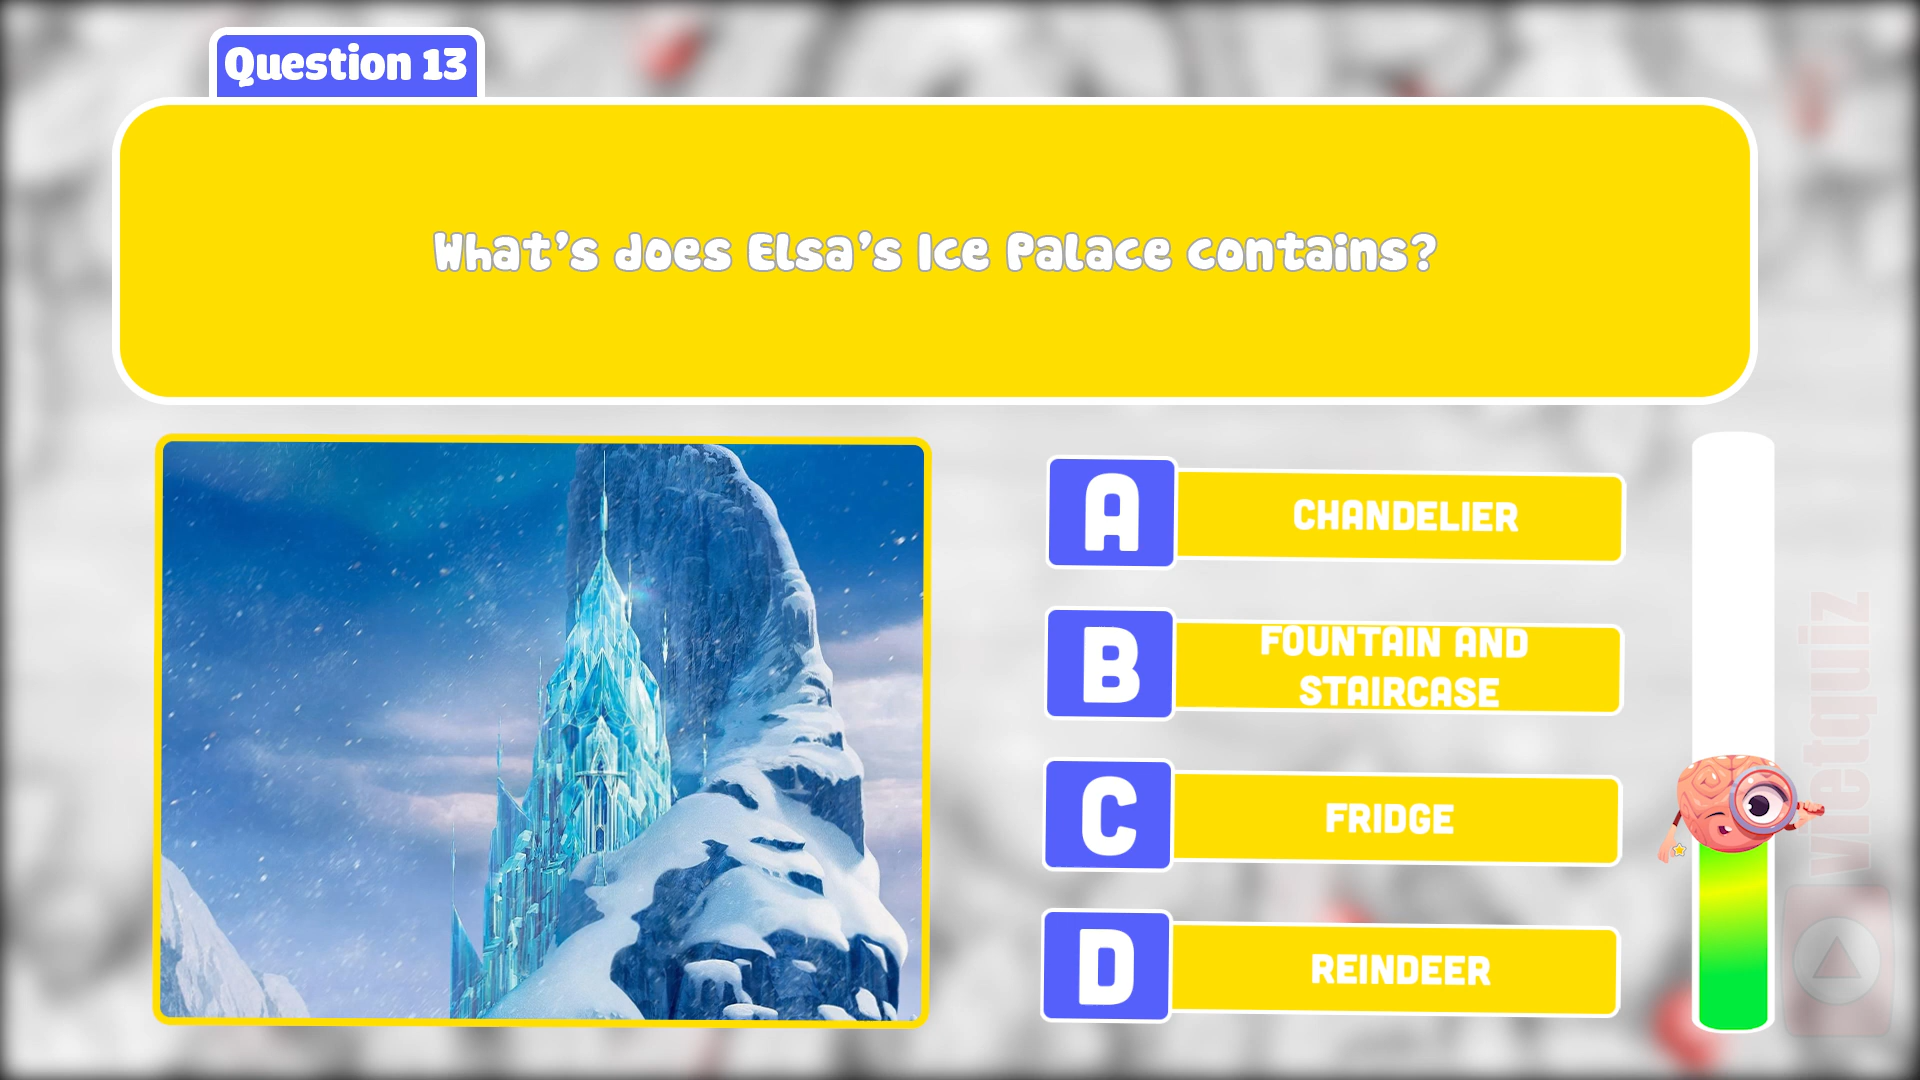 Question 13
What's does Elsa's Ice Palace contains?
A
CHANDELIER
B
FOUNTAIN AND
STAIRCASE
C
FRIDGE
D
REINDEER
vietquiz